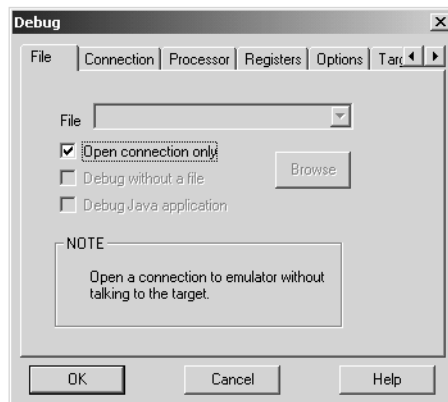 Debug
File Connection Processor Registers Options
File
Open connection only
Debug without a file
Browse
Debug Java application
NOTE
Open a connection to emulator without
talking to the target.
OK Cancel Help